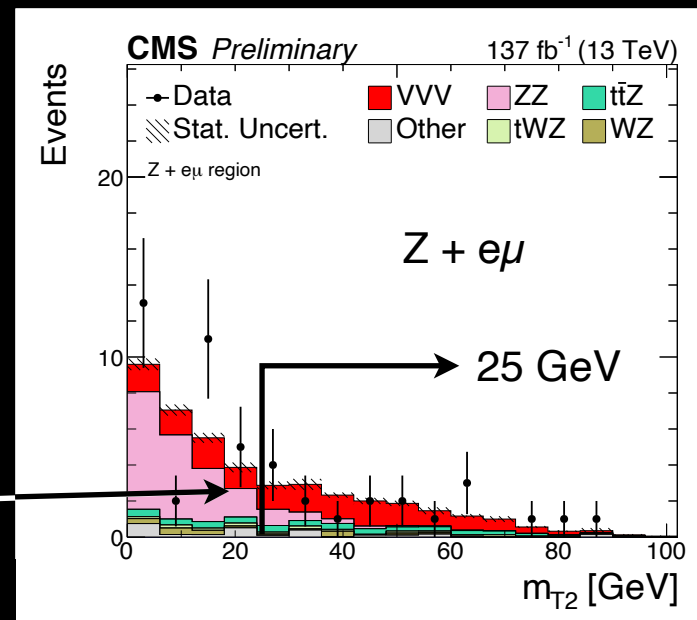 CMS Preliminary 137 fb⁻¹ (13 TeV)
Events
Data VVV ZZ tt̄Z
Stat. Uncert. Other tWZ WZ
Z + eμ region
20
Z + eμ
10
25 GeV
0
0 20 40 60 80 100
m_T2 [GeV]